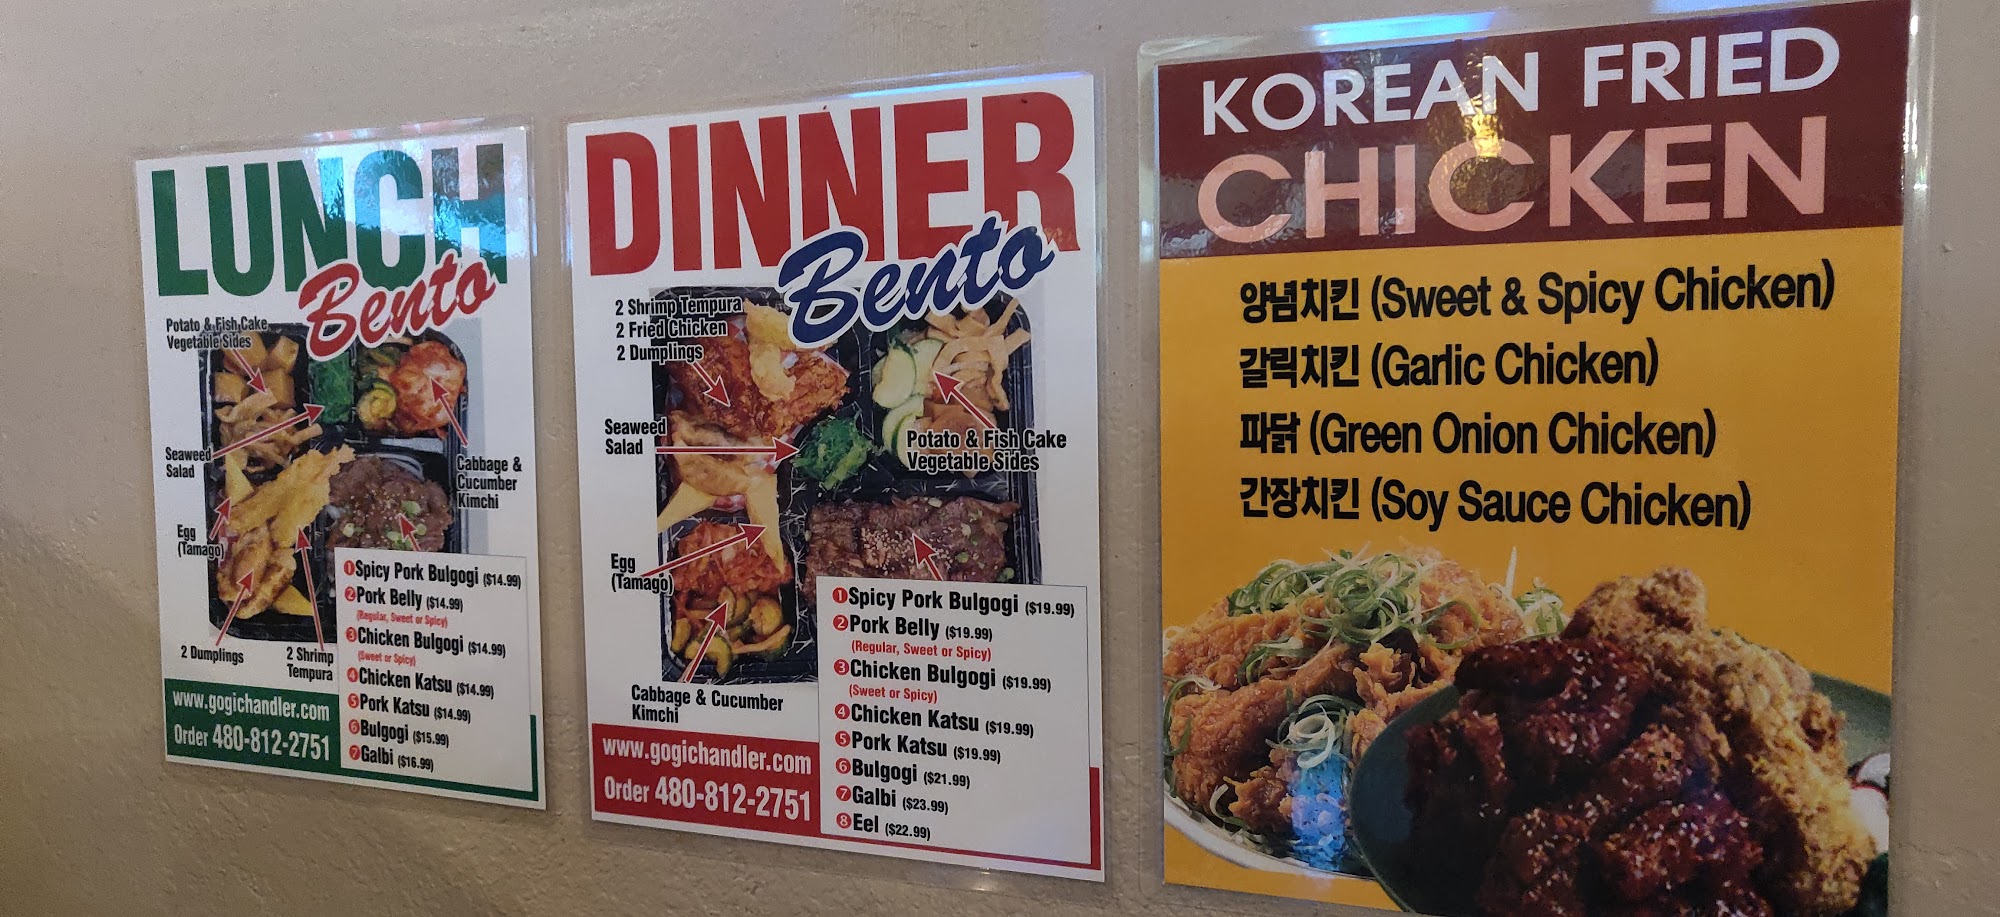 LUNCH
Bento
Potato & Fish Cake
Vegetable Sides
Seaweed
Salad
Egg
(Tamago)
Cabbage &
Cucumber
Kimchi
2 Dumplings
2 Shrimp
Tempura
1 Spicy Pork Bulgogi ($14.99)
2 Pork Belly ($14.99)
(Regular, Sweet or Spicy)
3 Chicken Bulgogi ($14.99)
(Sweet or Spicy)
4 Chicken Katsu ($14.99)
5 Pork Katsu ($14.99)
6 Bulgogi ($15.99)
7 Galbi ($16.99)
www.gogichandler.com
Order 480-812-2751
DINNER
Bento
2 Shrimp Tempura
2 Fried Chicken
2 Dumplings
Seaweed
Salad
Potato & Fish Cake
Vegetable Sides
Egg
(Tamago)
Cabbage & Cucumber
Kimchi
1 Spicy Pork Bulgogi ($19.99)
2 Pork Belly ($19.99)
(Regular, Sweet or Spicy)
3 Chicken Bulgogi ($19.99)
(Sweet or Spicy)
4 Chicken Katsu ($19.99)
5 Pork Katsu ($19.99)
6 Bulgogi ($21.99)
7 Galbi ($23.99)
8 Eel ($22.99)
www.gogichandler.com
Order 480-812-2751
KOREAN FRIED
CHICKEN
양념치킨 (Sweet & Spicy Chicken)
갈릭치킨 (Garlic Chicken)
파닭 (Green Onion Chicken)
간장치킨 (Soy Sauce Chicken)